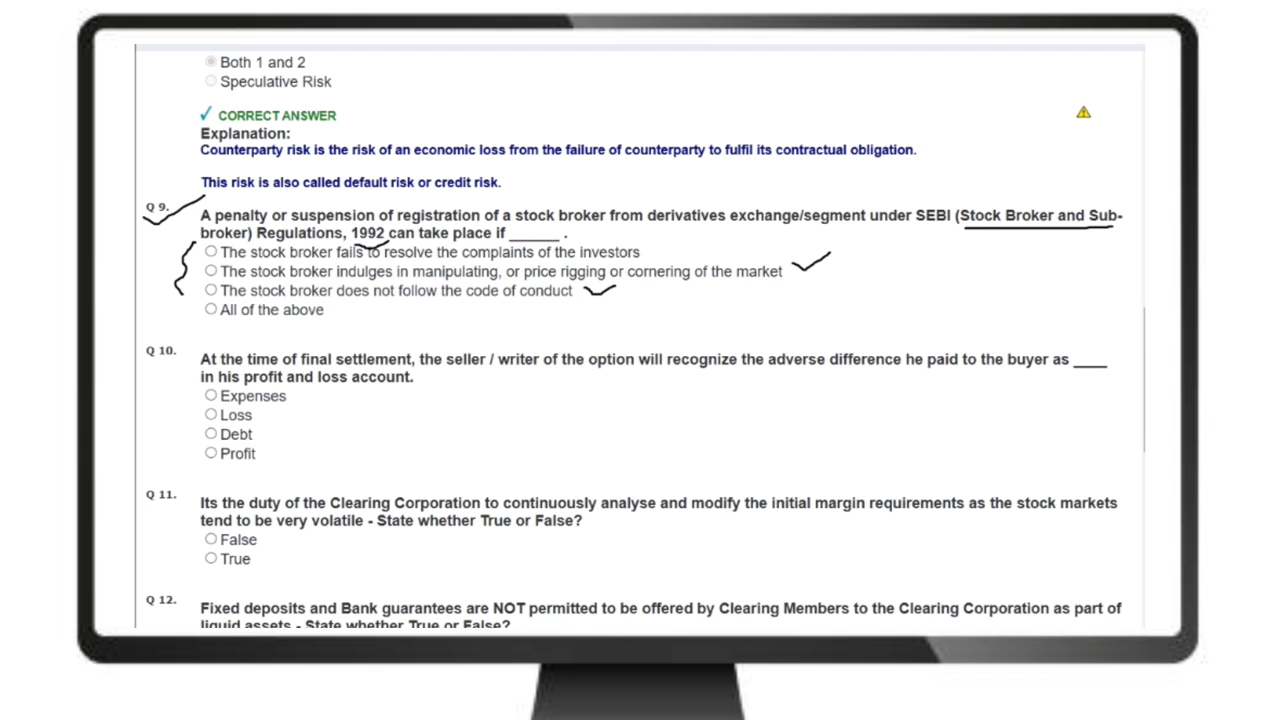 Both 1 and 2
Speculative Risk
CORRECT ANSWER
Explanation:
Counterparty risk is the risk of an economic loss from the failure of counterparty to fulfil its contractual obligation.
This risk is also called default risk or credit risk.
Q 9.
A penalty or suspension of registration of a stock broker from derivatives exchange/segment under SEBI (Stock Broker and Sub-
broker) Regulations, 1992 can take place if ______ .
The stock broker fails to resolve the complaints of the investors
The stock broker indulges in manipulating, or price rigging or cornering of the market
The stock broker does not follow the code of conduct
All of the above
Q 10.
At the time of final settlement, the seller / writer of the option will recognize the adverse difference he paid to the buyer as ____
in his profit and loss account.
Expenses
Loss
Debt
Profit
Q 11.
Its the duty of the Clearing Corporation to continuously analyse and modify the initial margin requirements as the stock markets
tend to be very volatile - State whether True or False?
False
True
Q 12.
Fixed deposits and Bank guarantees are NOT permitted to be offered by Clearing Members to the Clearing Corporation as part of
liquid assets - State whether True or False?